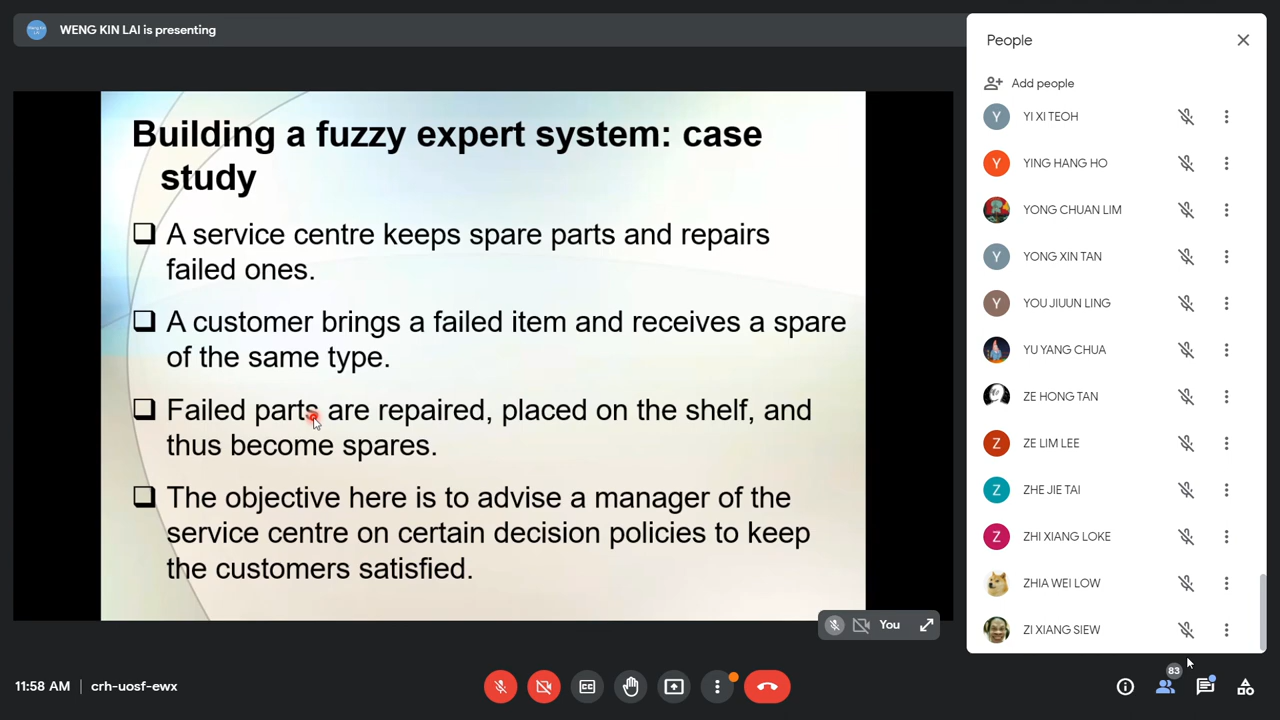 WENG KIN LAI is presenting
Building a fuzzy expert system: case
study
A service centre keeps spare parts and repairs
failed ones.
A customer brings a failed item and receives a spare
of the same type.
Failed parts are repaired, placed on the shelf, and
thus become spares.
The objective here is to advise a manager of the
service centre on certain decision policies to keep
the customers satisfied.
You
People
Add people
Y YI XI TEOH
Y YING HANG HO
YONG CHUAN LIM
Y YONG XIN TAN
Y YOU JIUUN LING
YU YANG CHUA
ZE HONG TAN
Z ZE LIM LEE
Z ZHE JIE TAI
Z ZHI XIANG LOKE
ZHIA WEI LOW
ZI XIANG SIEW
11:58 AM | crh-uosf-ewx
83